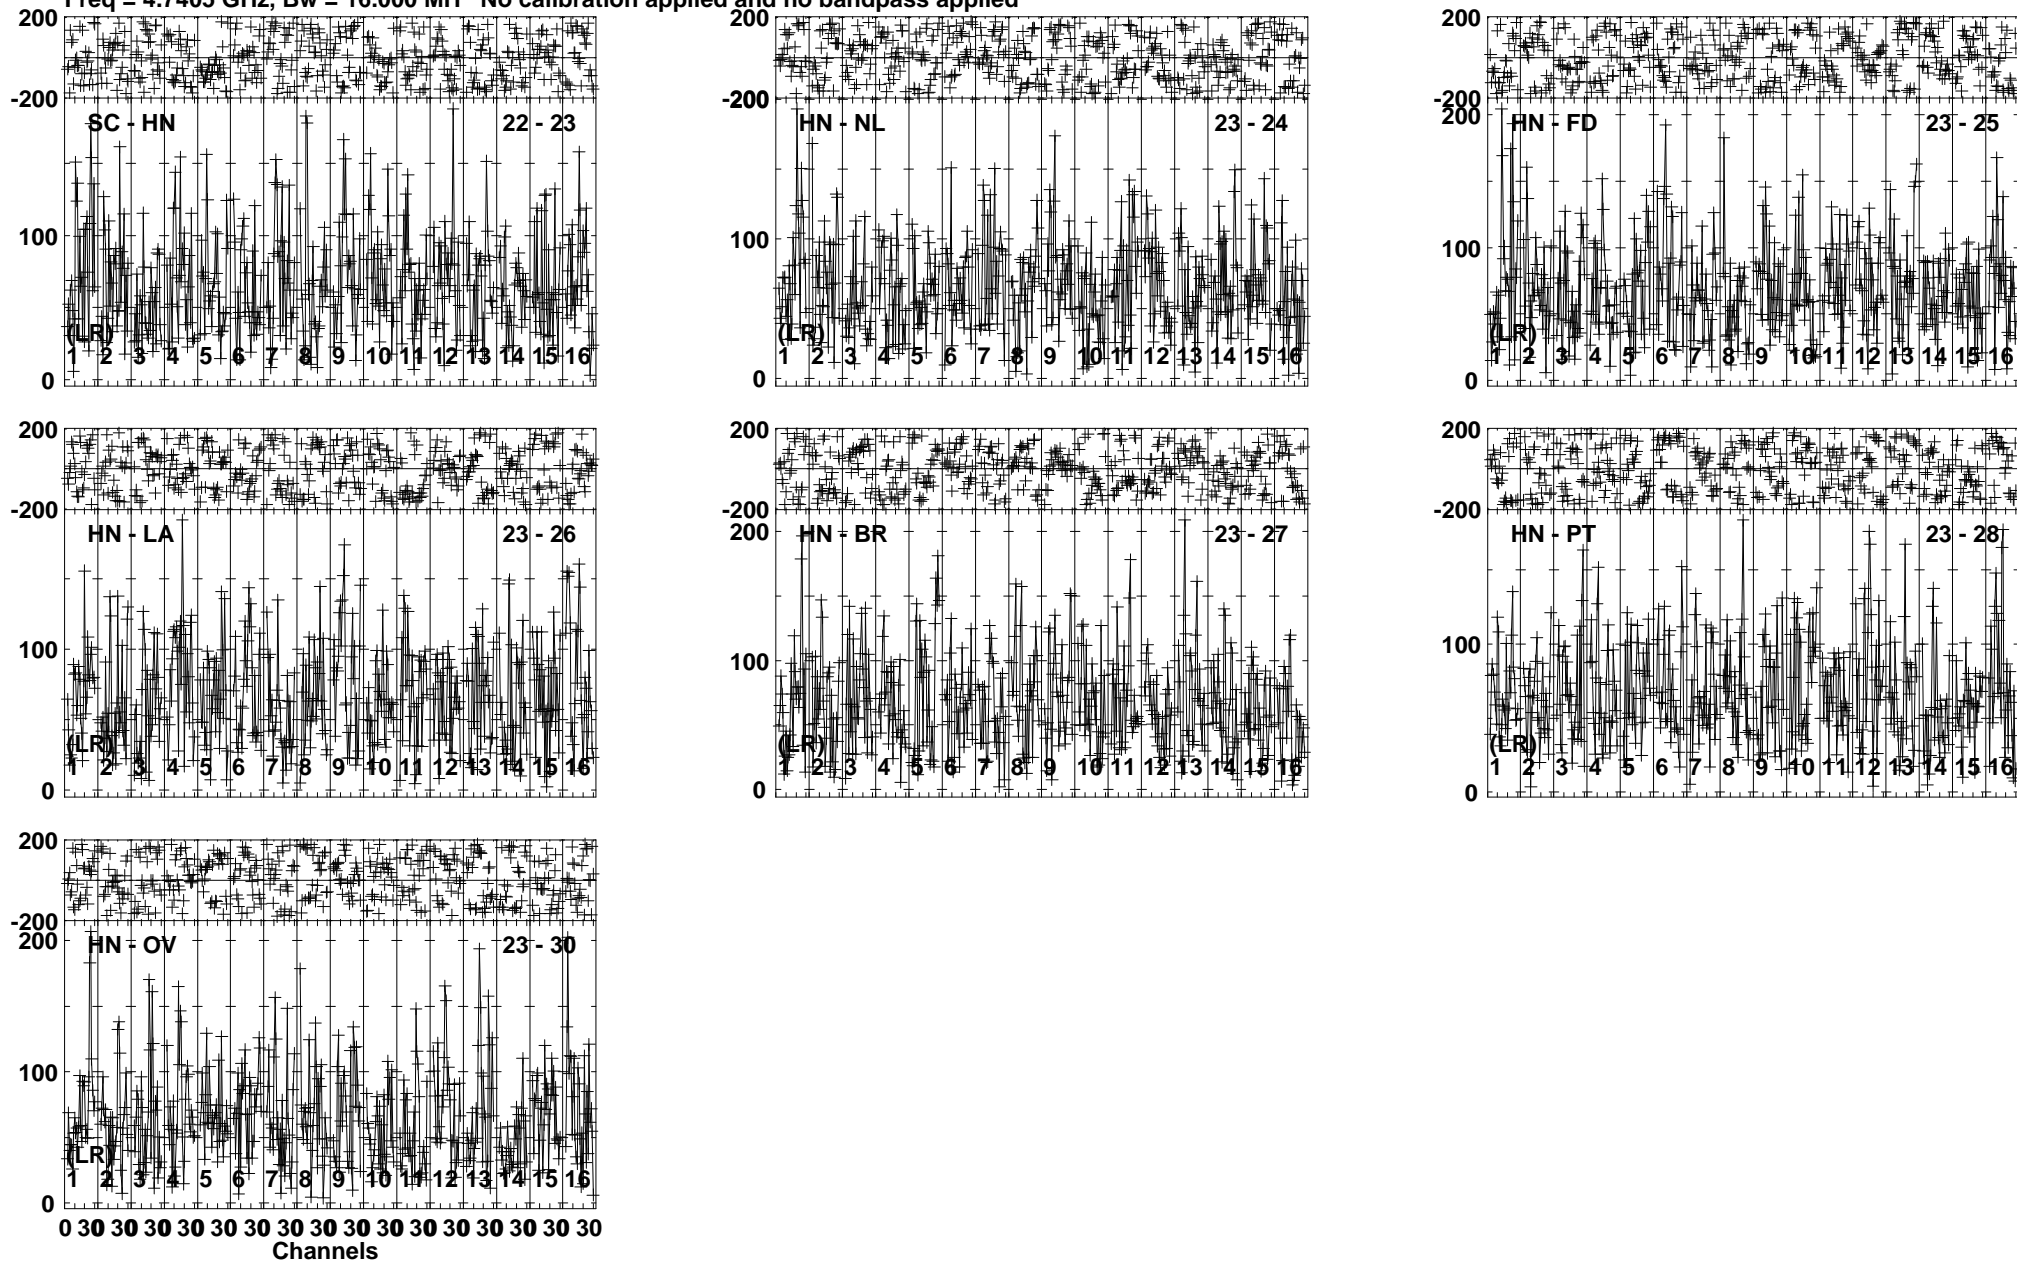 Freq = 4.7405 GHz, Bw = 16.000 MH No calibration applied and no bandpass applied
200 200 200
-200 -200 -200
SC - HN 22 - 23 HN - NL 23 - 24 HN - FD 23 - 25
200 200
100 100 100
(LR) (LR) (LR)
1 2 3 4 5 6 7 8 9 10 11 12 13 14 15 16 1 2 3 4 5 6 7 8 9 10 11 12 13 14 15 16 1 2 3 4 5 6 7 8 9 10 11 12 13 14 15 16
0 0 0
200 200 200
-200 -200 -200
HN - LA 23 - 26 HN - BR 23 - 27 HN - PT 23 - 28
200
100 100 100
(LR) (LR) (LR)
1 2 3 4 5 6 7 8 9 10 11 12 13 14 15 16 1 2 3 4 5 6 7 8 9 10 11 12 13 14 15 16 1 2 3 4 5 6 7 8 9 10 11 12 13 14 15 16
0 0 0
200
-200
200 HN - OV 23 - 30
100
(LR)
1 2 3 4 5 6 7 8 9 10 11 12 13 14 15 16
0
0 30 30 30 30 30 30 30 30 30 30 30 30 30 30 30 30
Channels